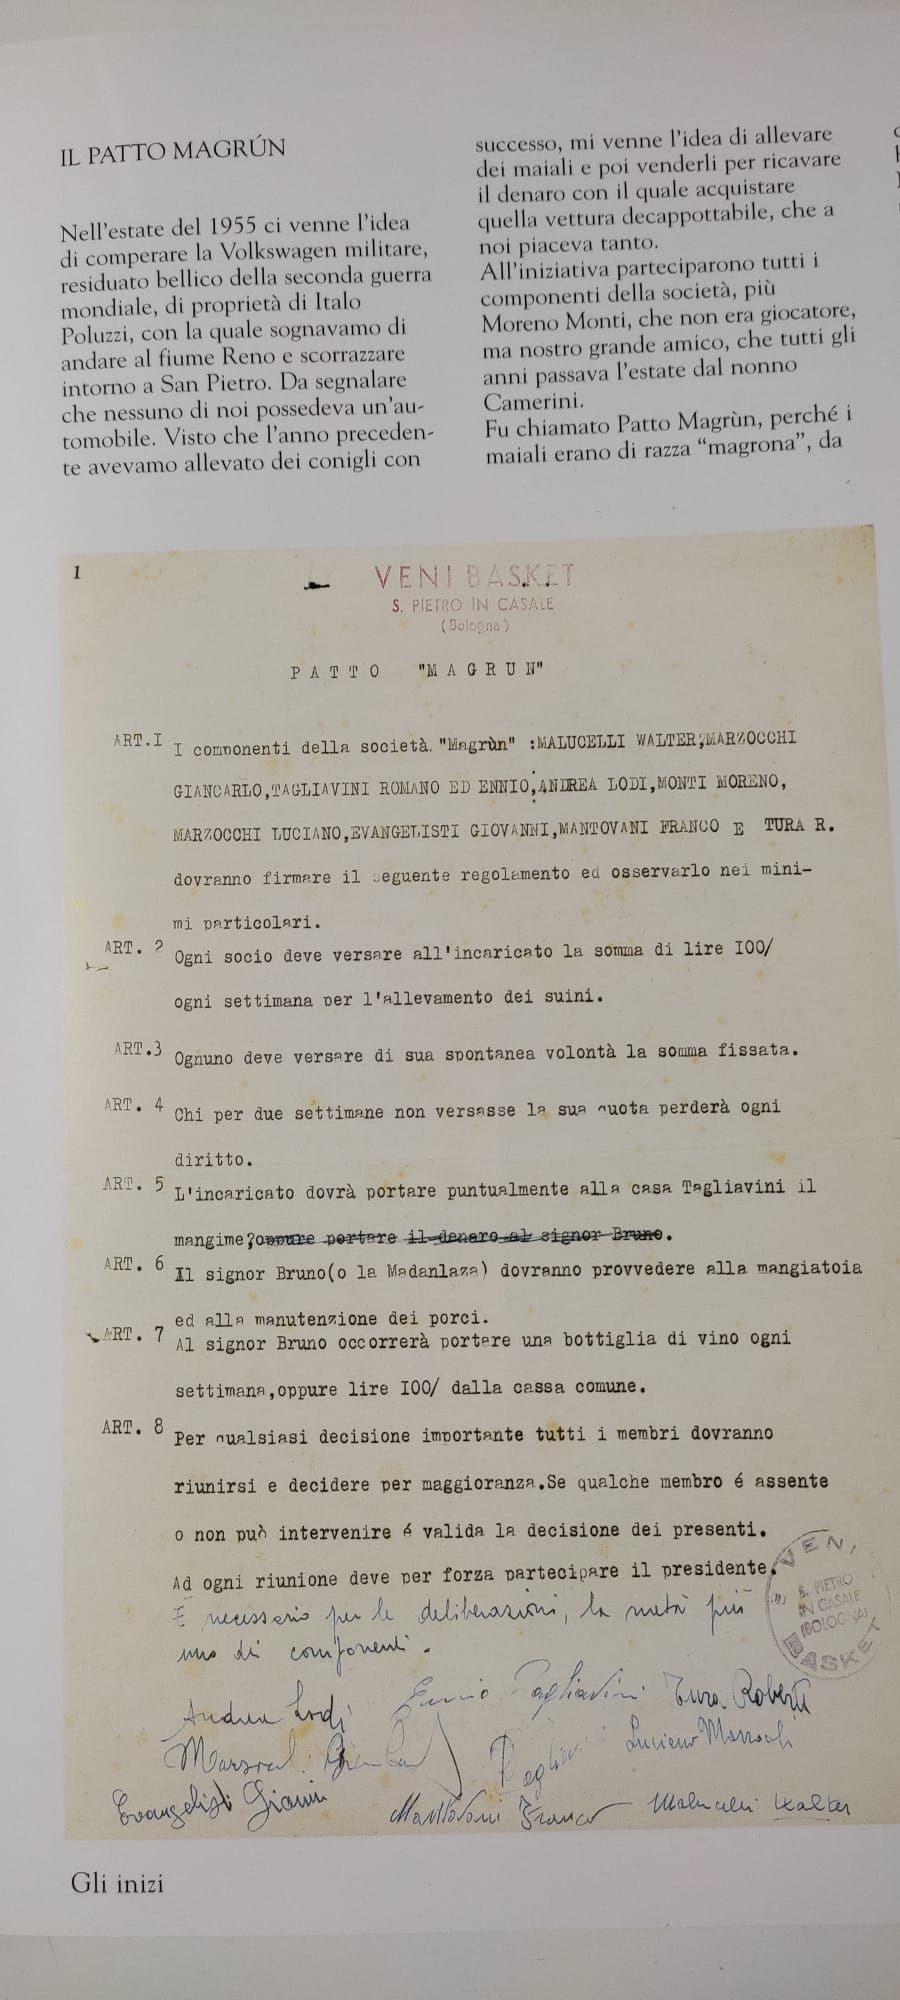 IL PATTO MAGRÚN
Nell'estate del 1955 ci venne l'idea
di comperare la Volkswagen militare,
residuato bellico della seconda guerra
mondiale, di proprietà di Italo
Poluzzi, con la quale sognavamo di
andare al fiume Reno e scorrazzare
intorno a San Pietro. Da segnalare
che nessuno di noi possedeva un'au-
tomobile. Visto che l'anno preceden-
te avevamo allevato dei conigli con
successo, mi venne l'idea di allevare
dei maiali e poi venderli per ricavare
il denaro con il quale acquistare
quella vettura decappottabile, che a
noi piaceva tanto.
All'iniziativa parteciparono tutti i
componenti della società, più
Moreno Monti, che non era giocatore,
ma nostro grande amico, che tutti gli
anni passava l'estate dal nonno
Camerini.
Fu chiamato Patto Magrùn, perché i
maiali erano di razza "magrona", da
1
VENI BASKET
S. PIETRO IN CASALE
(Bologna)
PATTO "MAGRUN"
ART.I I componenti della società "Magrùn" :MALUCELLI WALTER,MARZOCCHI
GIANCARLO,TAGLIAVINI ROMANO ED ENNIO,ANDREA LODI,MONTI MORENO,
MARZOCCHI LUCIANO,EVANGELISTI GIOVANNI,MANTOVANI FRANCO E TURA R.
dovranno firmare il seguente regolamento ed osservarlo nei mini-
mi particolari.
ART. 2 Ogni socio deve versare all'incaricato la somma di lire I00/
ogni settimana per l'allevamento dei suini.
ART.3 Ognuno deve versare di sua spontanea volontà la somma fissata.
ART. 4 Chi per due settimane non versasse la sua quota perderà ogni
diritto.
ART. 5 L'incaricato dovrà portare puntualmente alla casa Tagliavini il
mangime,oppure portare il denaro al signor Bruno.
ART. 6 Il signor Bruno(o la Madanlaza) dovranno provvedere alla mangiatoia
ed alla manutenzione dei porci.
ART. 7 Al signor Bruno occorrerà portare una bottiglia di vino ogni
settimana,oppure lire I00/ dalla cassa comune.
ART. 8 Per qualsiasi decisione importante tutti i membri dovranno
riunirsi e decidere per maggioranza.Se qualche membro é assente
o non può intervenire é valida la decisione dei presenti.
Ad ogni riunione deve per forza partecipare il presidente.
È necessario per le deliberazioni, la metà più
uno di componenti.
VENI BASKET
S. PIETRO
IN CASALE
(BOLOGNA)
Andrea Lodi Ennio Tagliavini Tura Roberto
Luciano Marzocchi
Evangelisti Gianni Mantovani Franco Malucelli Walter
Gli inizi